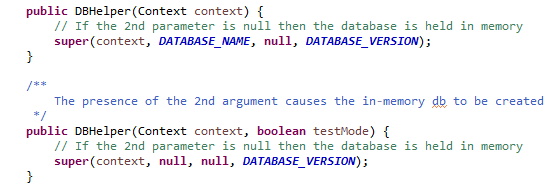 public DBHelper(Context context) {
// If the 2nd parameter is null then the database is held in memory
super(context, DATABASE_NAME, null, DATABASE_VERSION);
}
/**
The presence of the 2nd argument causes the in-memory db to be created
*/
public DBHelper(Context context, boolean testMode) {
// If the 2nd parameter is null then the database is held in memory
super(context, null, null, DATABASE_VERSION);
}